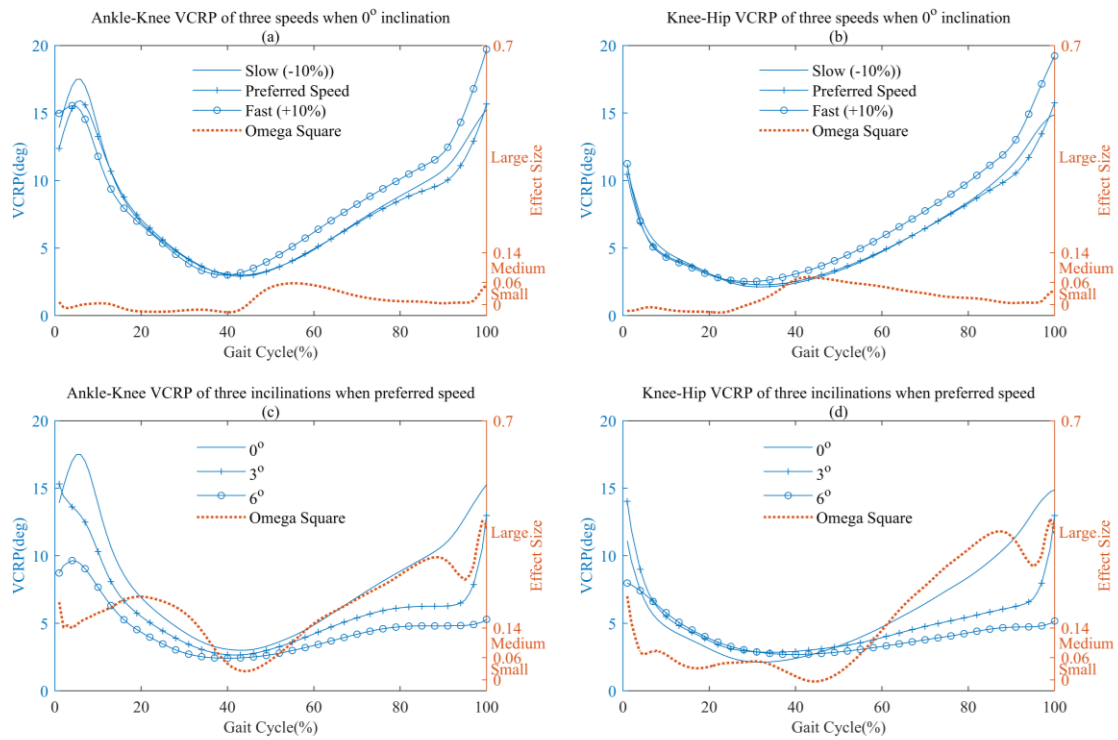 Ankle-Knee VCRP of three speeds when 0° inclination
(a)
20
15
10
5
0
VCRP(deg)
Slow (-10%))
Preferred Speed
Fast (+10%)
Omega Square
0.7
Large
0.14
Medium
0.06
Small
0
Effect Size
0 20 40 60 80 100
Gait Cycle(%)
Knee-Hip VCRP of three speeds when 0° inclination
(b)
20
15
10
5
0
VCRP(deg)
Slow (-10%))
Preferred Speed
Fast (+10%)
Omega Square
0.7
Large
0.14
Medium
0.06
Small
0
Effect Size
0 20 40 60 80 100
Gait Cycle(%)
Ankle-Knee VCRP of three incilinations when preferred speed
(c)
20
15
10
5
0
VCRP(deg)
0°
3°
6°
Omega Square
0.7
Large
0.14
Medium
0.06
Small
0
Effect Size
0 20 40 60 80 100
Gait Cycle(%)
Knee-Hip VCRP of three incilinations when preferred speed
(d)
20
15
10
5
0
VCRP(deg)
0°
3°
6°
Omega Square
0.7
Large
0.14
Medium
0.06
Small
0
Effect Size
0 20 40 60 80 100
Gait Cycle(%)